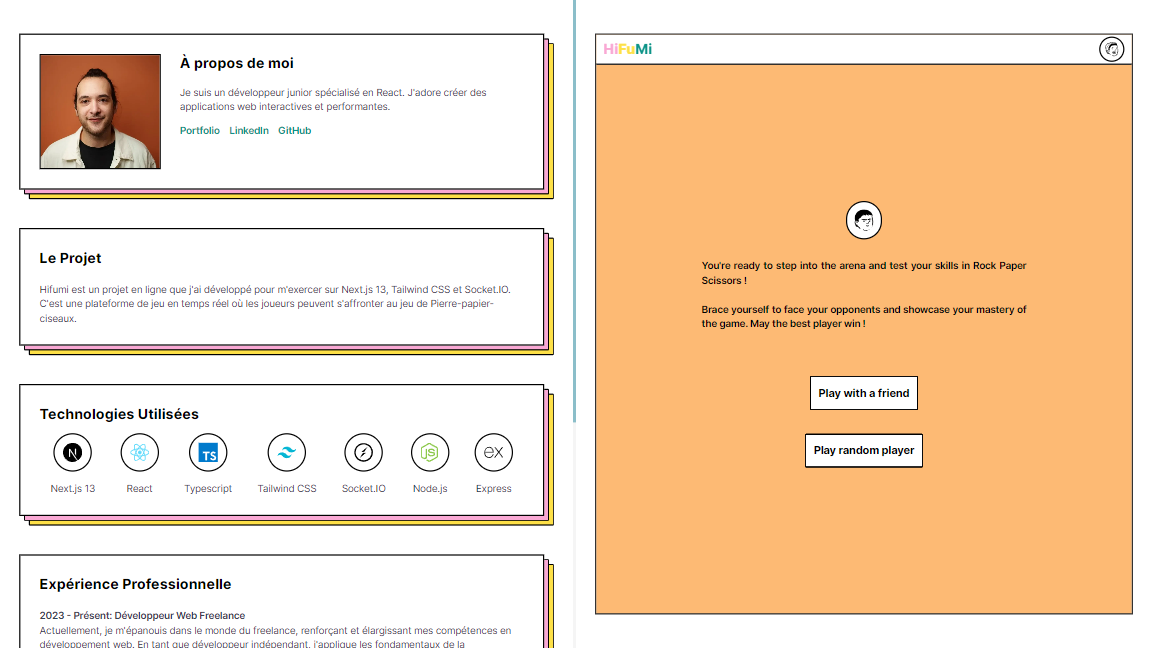 À propos de moi
Je suis un développeur junior spécialisé en React. J'adore créer des
applications web interactives et performantes.
Portfolio LinkedIn GitHub
Le Projet
Hifumi est un projet en ligne que j'ai développé pour m'exercer sur Next.js 13, Tailwind CSS et Socket.IO.
C'est une plateforme de jeu en temps réel où les joueurs peuvent s'affronter au jeu de Pierre-papier-
ciseaux.
Technologies Utilisées
N
TS
JS
ex
Next.js 13 React Typescript Tailwind CSS Socket.IO Node.js Express
Expérience Professionnelle
2023 - Présent: Développeur Web Freelance
Actuellement, je m'épanouis dans le monde du freelance, renforçant et élargissant mes compétences en
développement web. En tant que développeur indépendant, j'applique les fondamentaux de la
HiFuMi
You're ready to step into the arena and test your skills in Rock Paper
Scissors !
Brace yourself to face your opponents and showcase your mastery of
the game. May the best player win !
Play with a friend
Play random player